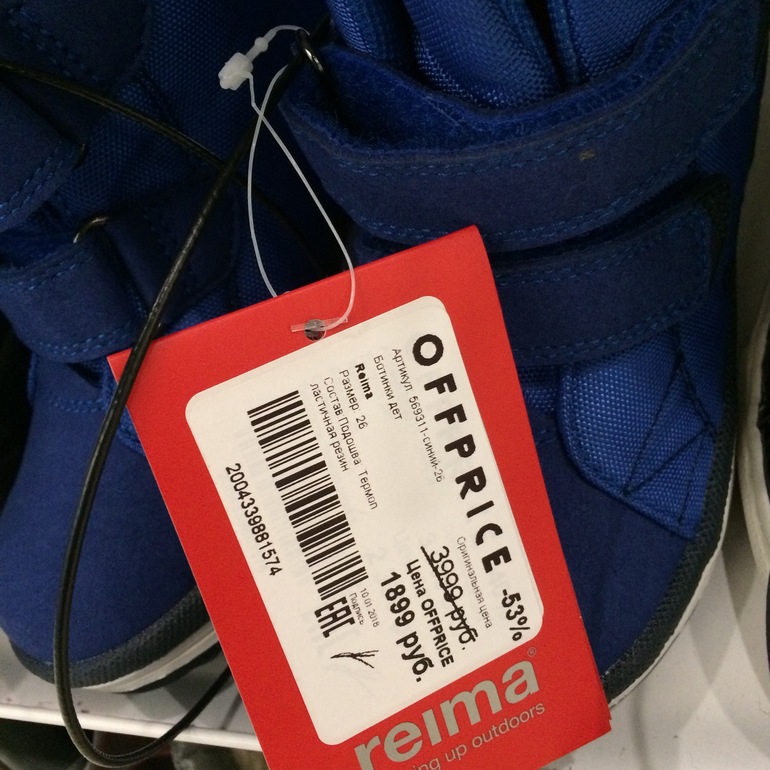 OFFPRICE
Артикул: 569311-синий-26
Ботинки дет
Reima
Размер: 26
Состав:Подошва: Термоп
ластичная резин
2004339881574
-53%
Оригинальная цена
3999 руб.
Цена OFFPRICE
1899 руб.
10.01.2018
Подпись
EAC
reima®
ing up outdoors